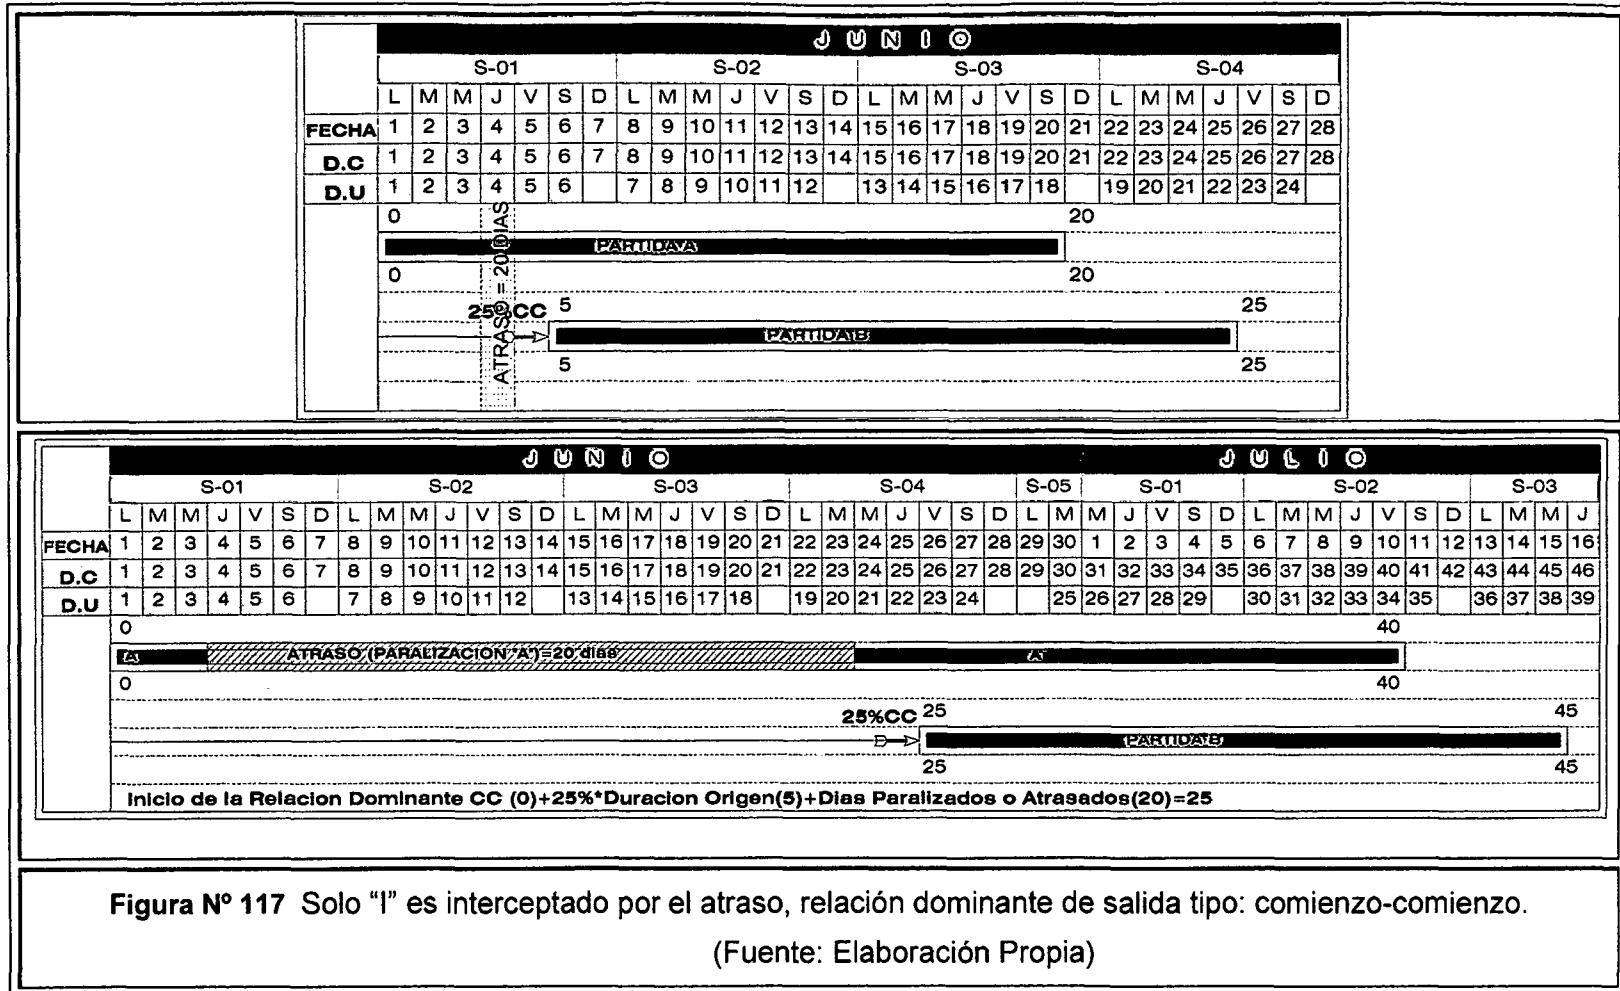 JUNIO
S-01 S-02 S-03 S-04
L M M J V S D L M M J V S D L M M J V S D L M M J V S D
FECHA 1 2 3 4 5 6 7 8 9 10 11 12 13 14 15 16 17 18 19 20 21 22 23 24 25 26 27 28
D.C 1 2 3 4 5 6 7 8 9 10 11 12 13 14 15 16 17 18 19 20 21 22 23 24 25 26 27 28
D.U 1 2 3 4 5 6 7 8 9 10 11 12 13 14 15 16 17 18 19 20 21 22 23 24
0 20
PARTIDA A
0 20
ATRASO = 20 DIAS
25%CC 5 25
PARTIDA B
5 25
JUNIO JULIO
S-01 S-02 S-03 S-04 S-05 S-01 S-02 S-03
L M M J V S D L M M J V S D L M M J V S D L M M J V S D L M M J V S D L M M J V S D L M M J
FECHA 1 2 3 4 5 6 7 8 9 10 11 12 13 14 15 16 17 18 19 20 21 22 23 24 25 26 27 28 29 30 1 2 3 4 5 6 7 8 9 10 11 12 13 14 15 16
D.C 1 2 3 4 5 6 7 8 9 10 11 12 13 14 15 16 17 18 19 20 21 22 23 24 25 26 27 28 29 30 31 32 33 34 35 36 37 38 39 40 41 42 43 44 45 46
D.U 1 2 3 4 5 6 7 8 9 10 11 12 13 14 15 16 17 18 19 20 21 22 23 24 25 26 27 28 29 30 31 32 33 34 35 36 37 38 39
0 40
A ATRASO (PARALIZACION "A")=20 dias A
0 40
25%CC 25 45
PARTIDA B
25 45
Inicio de la Relacion Dominante CC (0)+25%*Duracion Origen(5)+Dias Paralizados o Atrasados(20)=25
Figura Nº 117 Solo "I" es interceptado por el atraso, relación dominante de salida tipo: comienzo-comienzo.
(Fuente: Elaboración Propia)